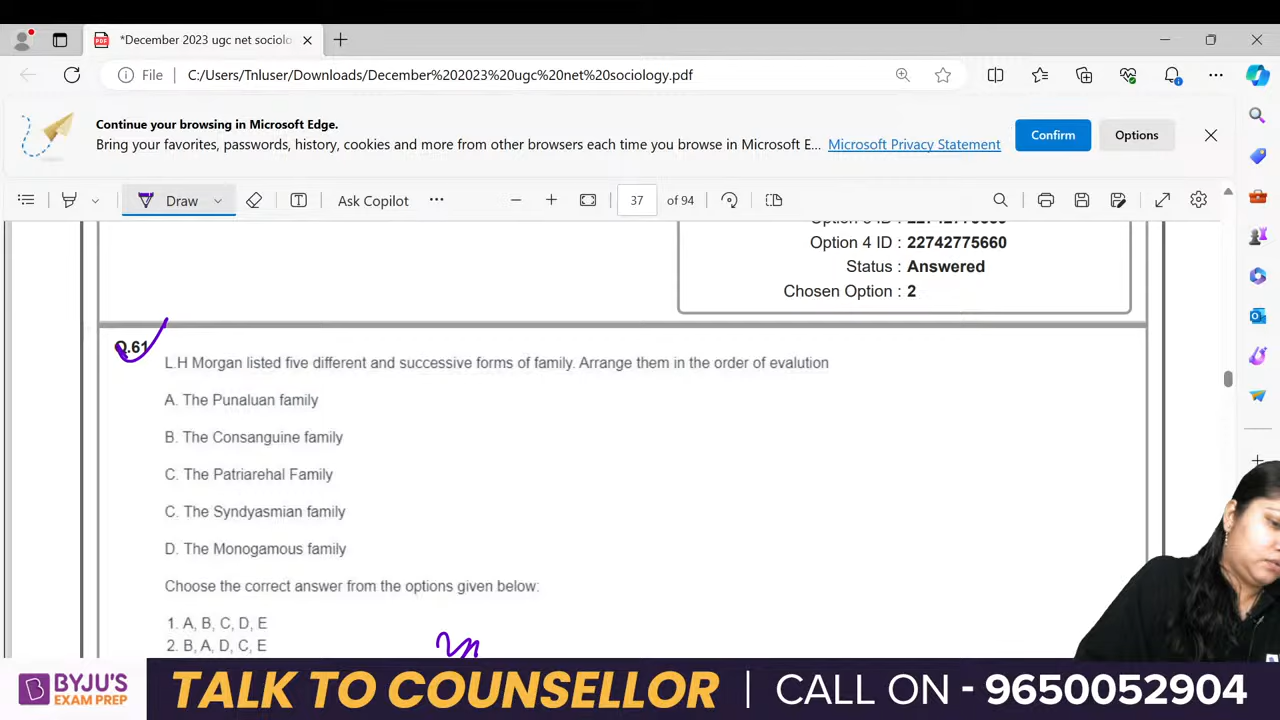 *December 2023 ugc net sociolo
File
C:/Users/Tnluser/Downloads/December%202023%20ugc%20net%20sociology.pdf
Continue your browsing in Microsoft Edge.
Bring your favorites, passwords, history, cookies and more from other browsers each time you browse in Microsoft E... Microsoft Privacy Statement
Confirm
Options
Draw
Ask Copilot
37 of 94
Option 4 ID : 22742775660
Status : Answered
Chosen Option : 2
Q.61
L.H Morgan listed five different and successive forms of family. Arrange them in the order of evalution
A. The Punaluan family
B. The Consanguine family
C. The Patriarehal Family
C. The Syndyasmian family
D. The Monogamous family
Choose the correct answer from the options given below:
1. A, B, C, D, E
2. B, A, D, C, E
BYJU'S
EXAM PREP
TALK TO COUNSELLOR | CALL ON - 9650052904